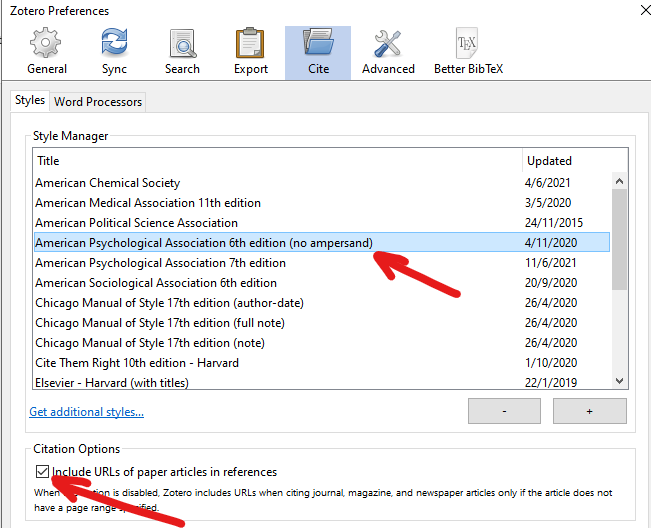 Zotero Preferences
General Sync Search Export Cite Advanced Better BibTeX
TEX
Styles Word Processors
Style Manager
Title Updated
American Chemical Society 4/6/2021
American Medical Association 11th edition 3/5/2020
American Political Science Association 24/11/2015
American Psychological Association 6th edition (no ampersand) 4/11/2020
American Psychological Association 7th edition 11/6/2021
American Sociological Association 6th edition 20/9/2020
Chicago Manual of Style 17th edition (author-date) 26/4/2020
Chicago Manual of Style 17th edition (full note) 26/4/2020
Chicago Manual of Style 17th edition (note) 26/4/2020
Cite Them Right 10th edition - Harvard 1/10/2020
Elsevier - Harvard (with titles) 22/1/2019
Get additional styles... - +
Citation Options
Include URLs of paper articles in references
When is disabled, Zotero includes URLs when citing journal, magazine, and newspaper articles only if the article does not
have a page range